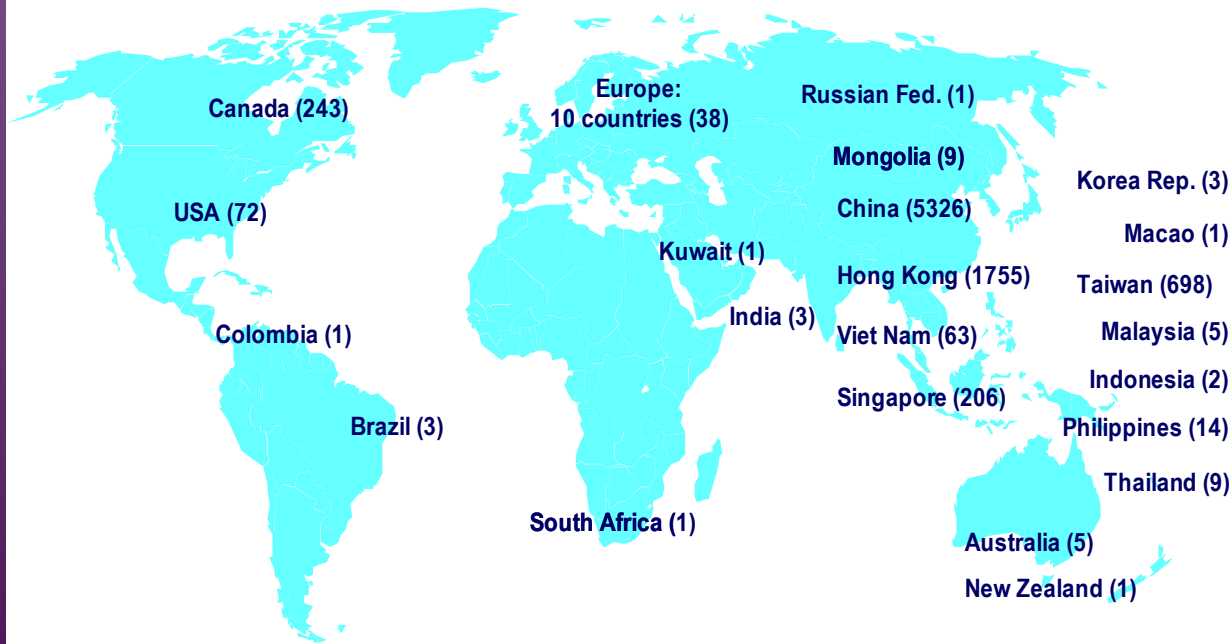 Canada (243)
Europe:
10 countries (38)
Russian Fed. (1)
Mongolia (9)
Korea Rep. (3)
USA (72)
China (5326)
Macao (1)
Kuwait (1)
Hong Kong (1755)
Taiwan (698)
India (3)
Colombia (1)
Viet Nam (63)
Malaysia (5)
Indonesia (2)
Singapore (206)
Brazil (3)
Philippines (14)
Thailand (9)
South Africa (1)
Australia (5)
New Zealand (1)